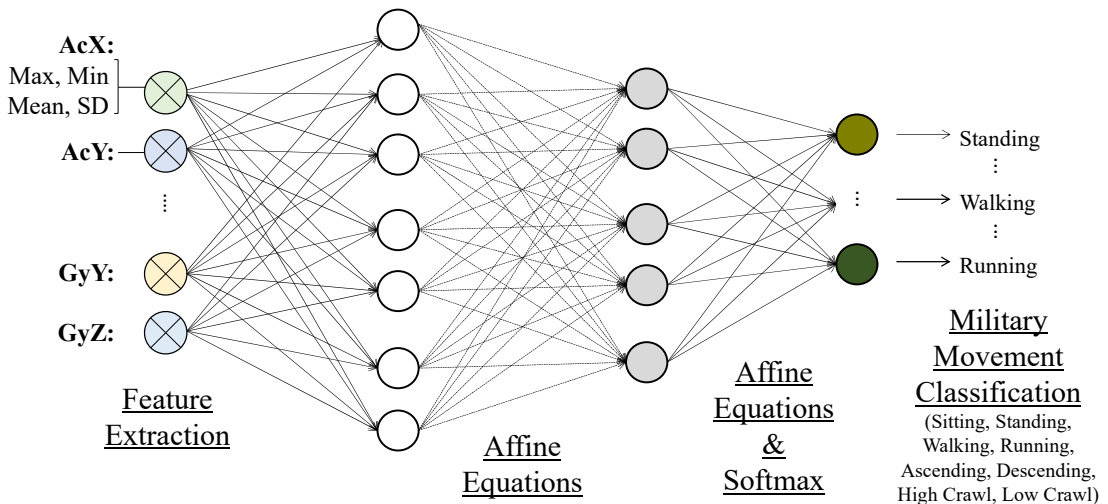 AcX:
Max, Min
Mean, SD
AcY:
GyY:
GyZ:
Feature
Extraction
Affine
Equations
Affine
Equations
&
Softmax
Standing
Walking
Running
Military
Movement
Classification
(Sitting, Standing,
Walking, Running,
Ascending, Descending,
High Crawl, Low Crawl)